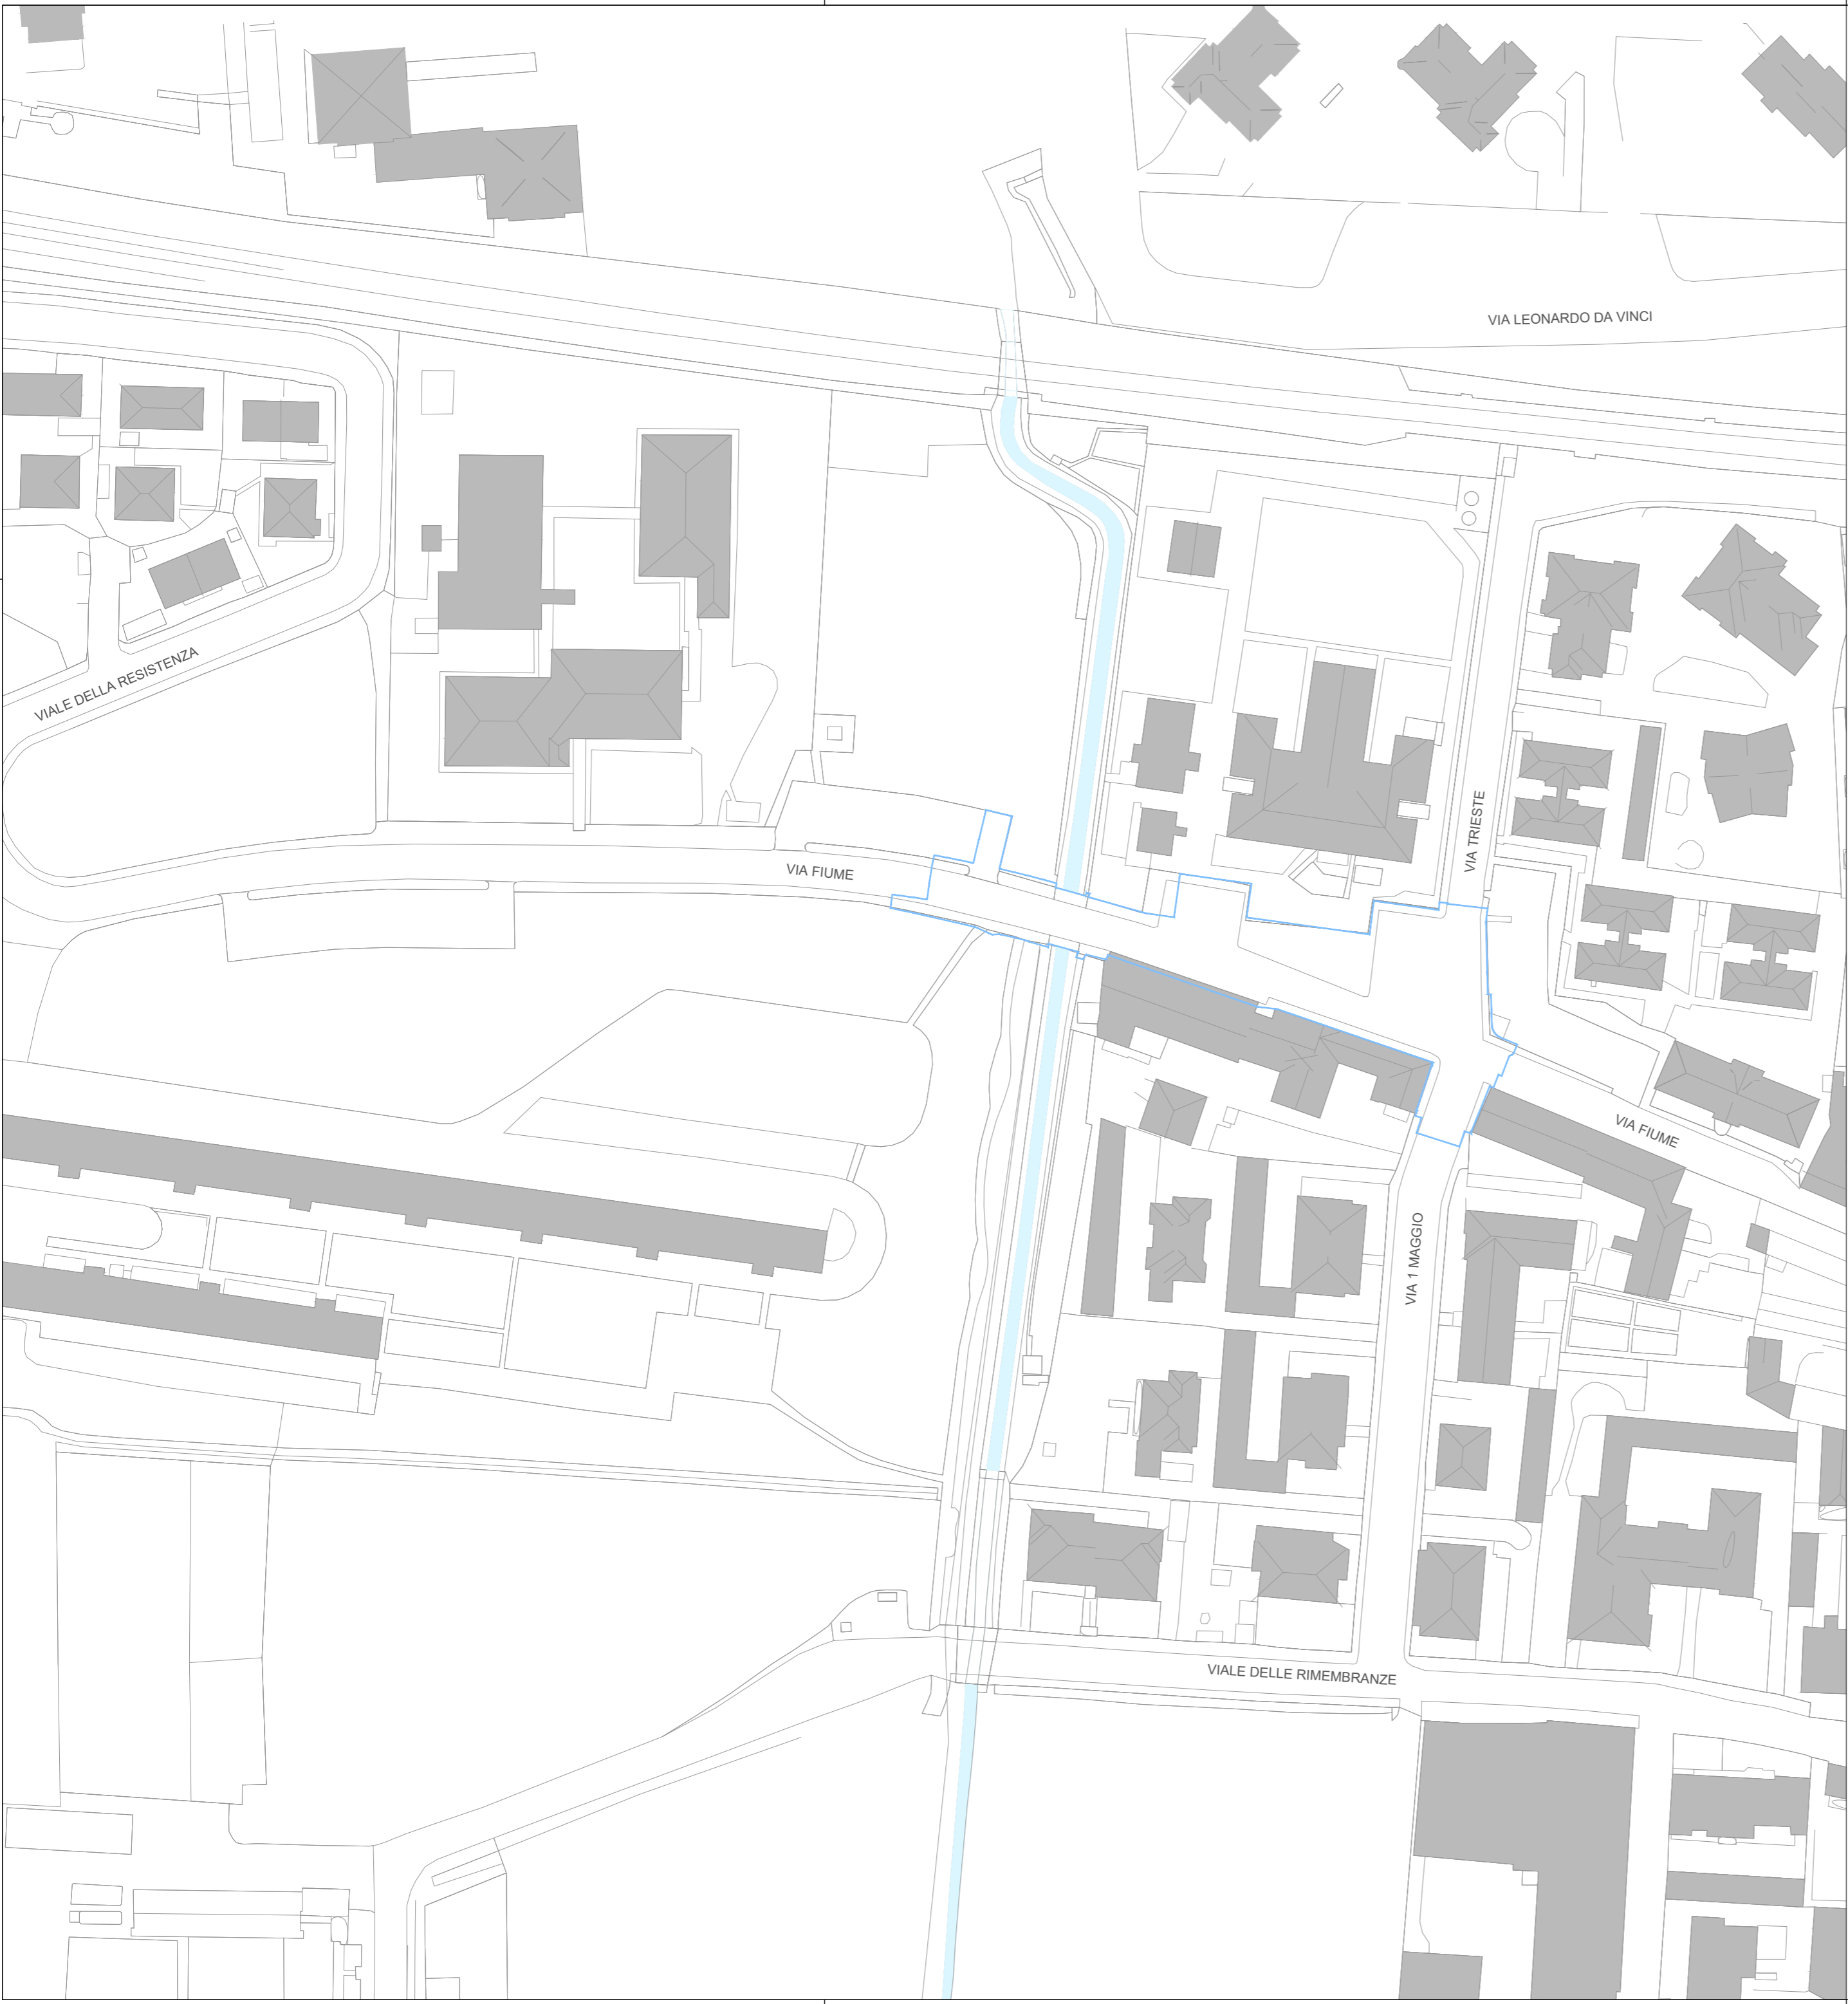 VIA LEONARDO DA VINCI
VIALE DELLA RESISTENZA
VIA TRIESTE
VIA FIUME
VIA FIUME
VIA 1 MAGGIO
VIALE DELLE RIMEMBRANZE